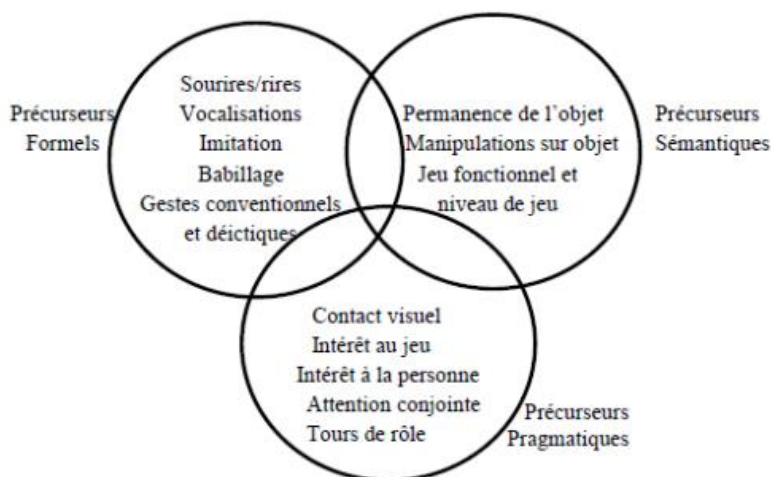 Précurseurs
Formels
Sourires/rires
Vocalisations
Imitation
Babillage
Gestes conventionnels
et déictiques
Permanence de l'objet
Manipulations sur objet
Jeu fonctionnel et
niveau de jeu
Précurseurs
Sémantiques
Contact visuel
Intérêt au jeu
Intérêt à la personne
Attention conjointe
Tours de rôle
Précurseurs
Pragmatiques